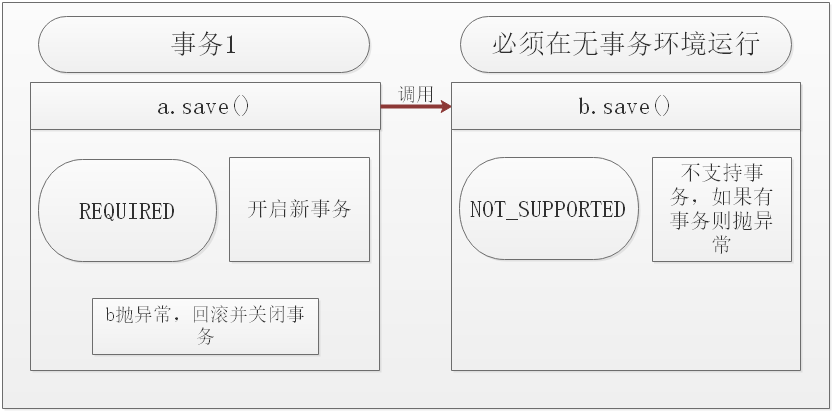 事务1
必须在无事务环境运行
a.save()
调用
b.save()
REQUIRED
开启新事务
NOT_SUPPORTED
不支持事
务，如果有
事务则抛异
常
b抛异常，回滚并关闭事
务